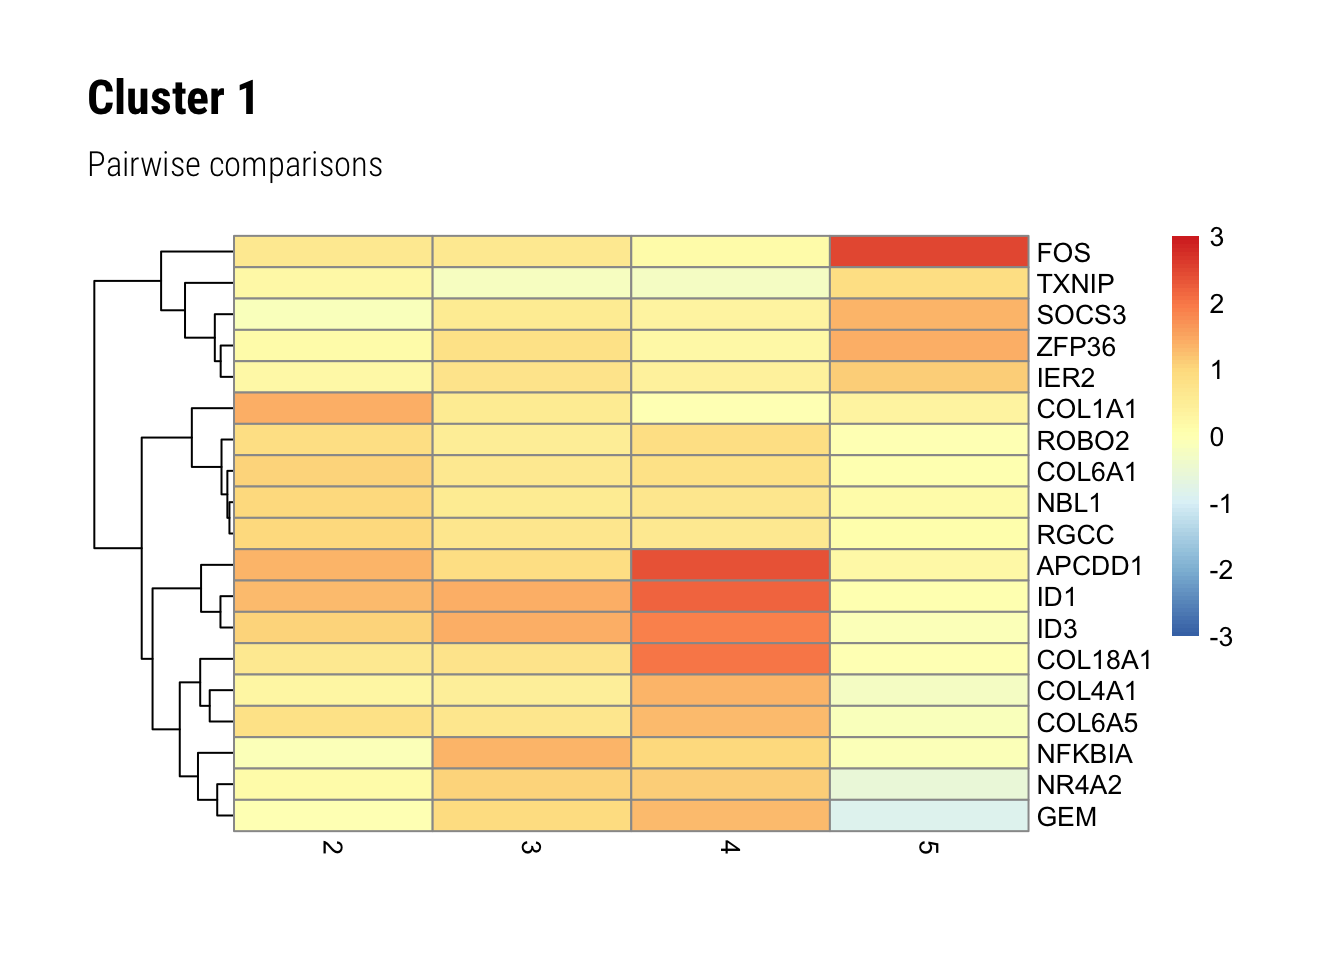 Cluster 1
Pairwise comparisons
FOS
TXNIP
SOCS3
ZFP36
IER2
COL1A1
ROBO2
COL6A1
NBL1
RGCC
APCDD1
ID1
ID3
COL18A1
COL4A1
COL6A5
NFKBIA
NR4A2
GEM
3
2
1
0
-1
-2
-3
2
3
4
5